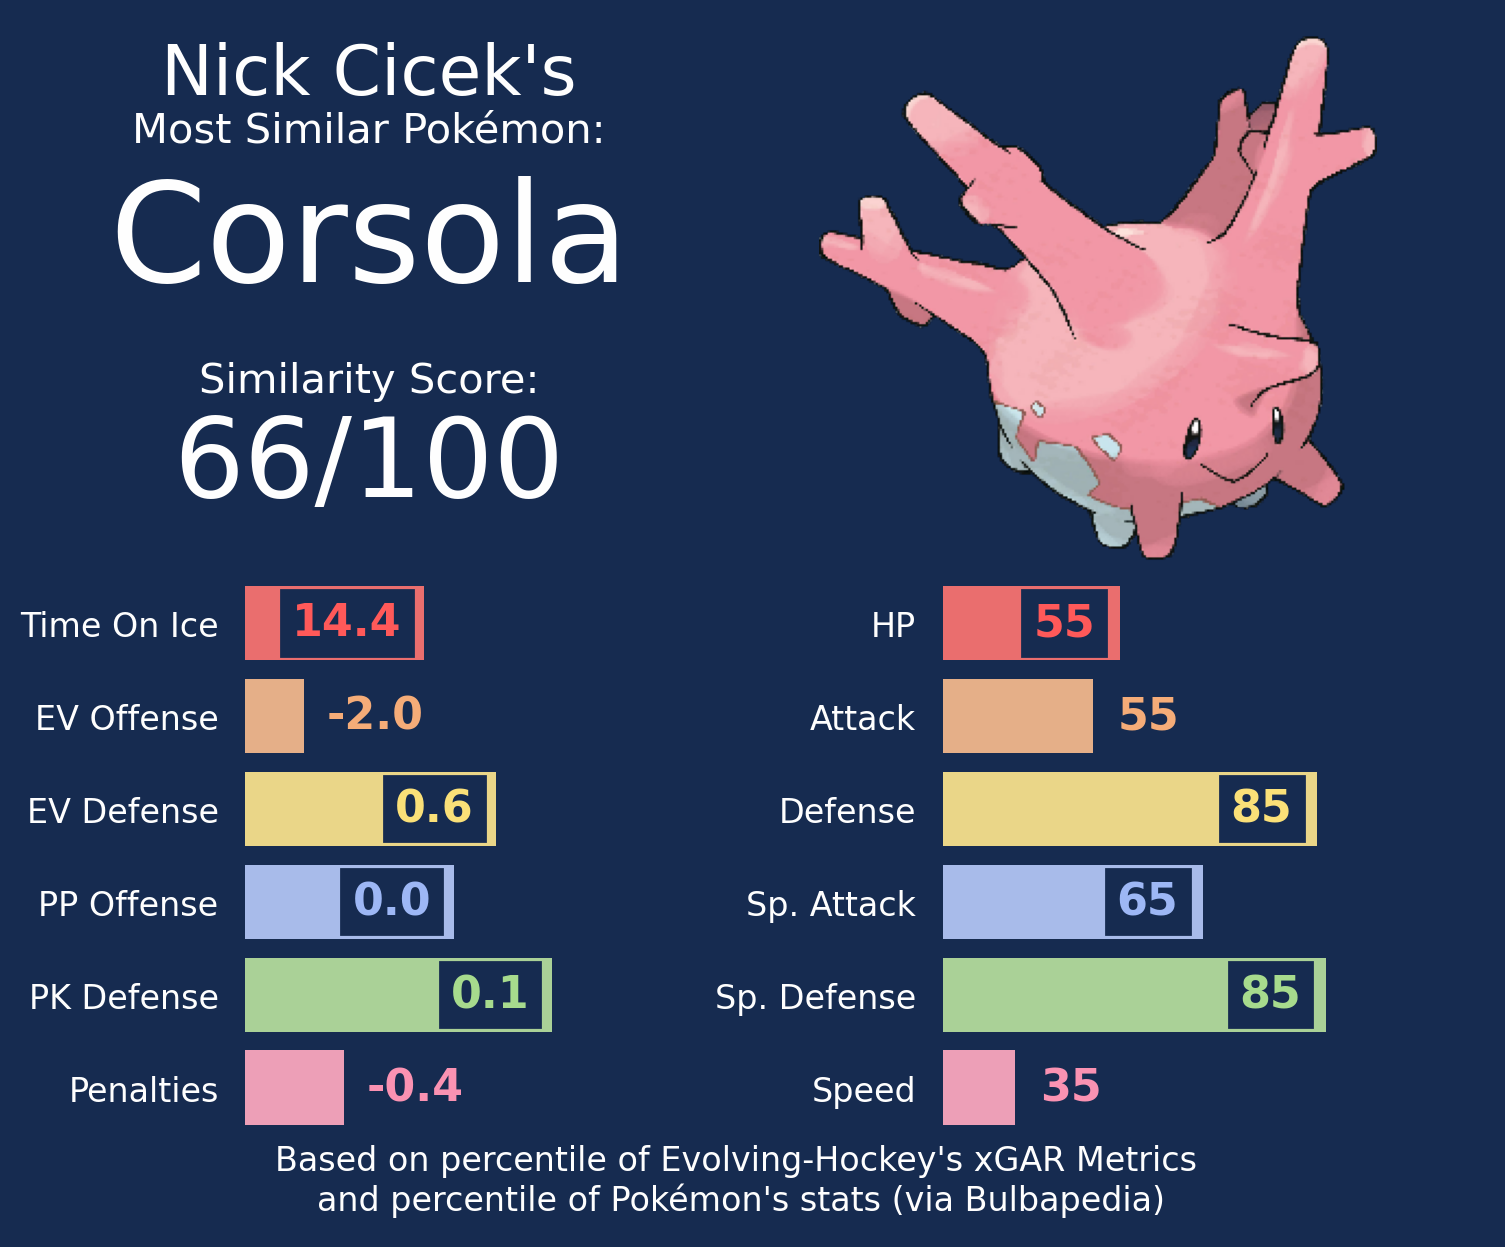 Nick Cicek's
Most Similar Pokémon:
Corsola
Similarity Score:
66/100
Time On Ice 14.4
EV Offense -2.0
EV Defense 0.6
PP Offense 0.0
PK Defense 0.1
Penalties -0.4
HP 55
Attack 55
Defense 85
Sp. Attack 65
Sp. Defense 85
Speed 35
Based on percentile of Evolving-Hockey's xGAR Metrics
and percentile of Pokémon's stats (via Bulbapedia)